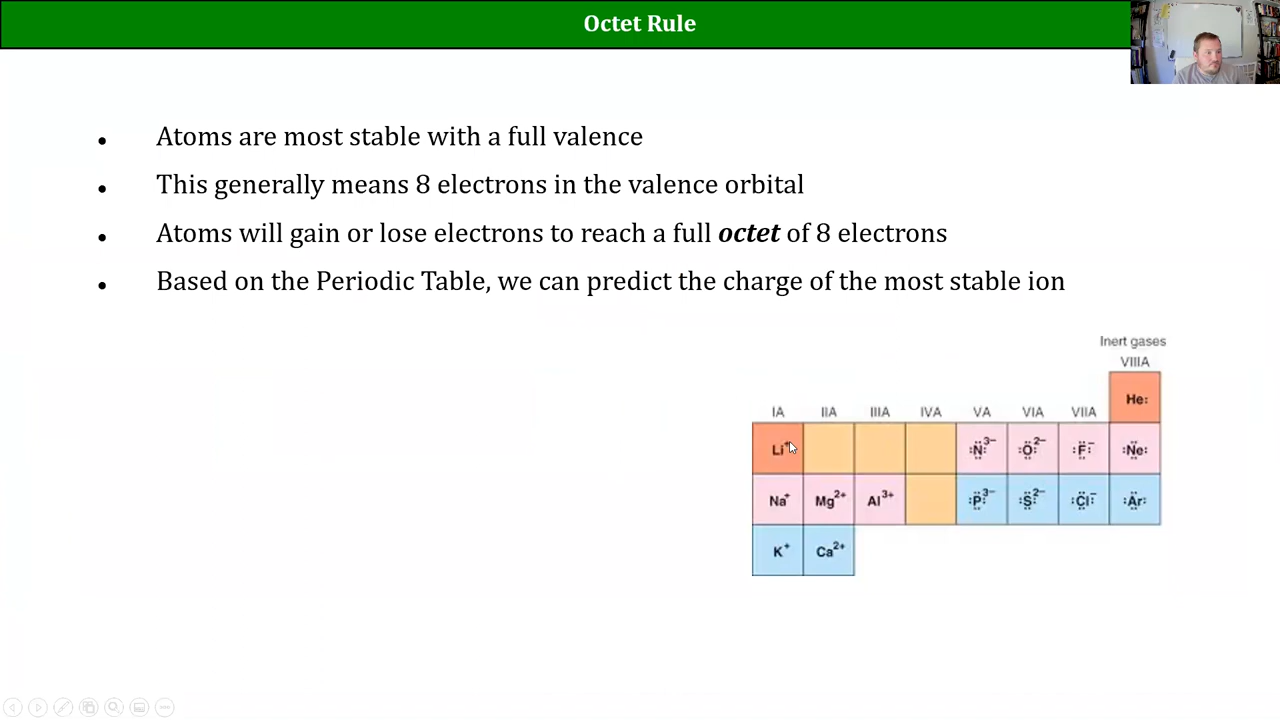 Octet Rule
Atoms are most stable with a full valence
This generally means 8 electrons in the valence orbital
Atoms will gain or lose electrons to reach a full octet of 8 electrons
Based on the Periodic Table, we can predict the charge of the most stable ion
Inert gases
VIIIA
He:
IA IIA IIIA IVA VA VIA VIIA
Li⁺ :N̈:³⁻ :Ö:²⁻ :F̈:⁻ :Ne:
Na⁺ Mg²⁺ Al³⁺ :P̈:³⁻ :S̈:²⁻ :Cl:⁻ :Ar:
K⁺ Ca²⁺